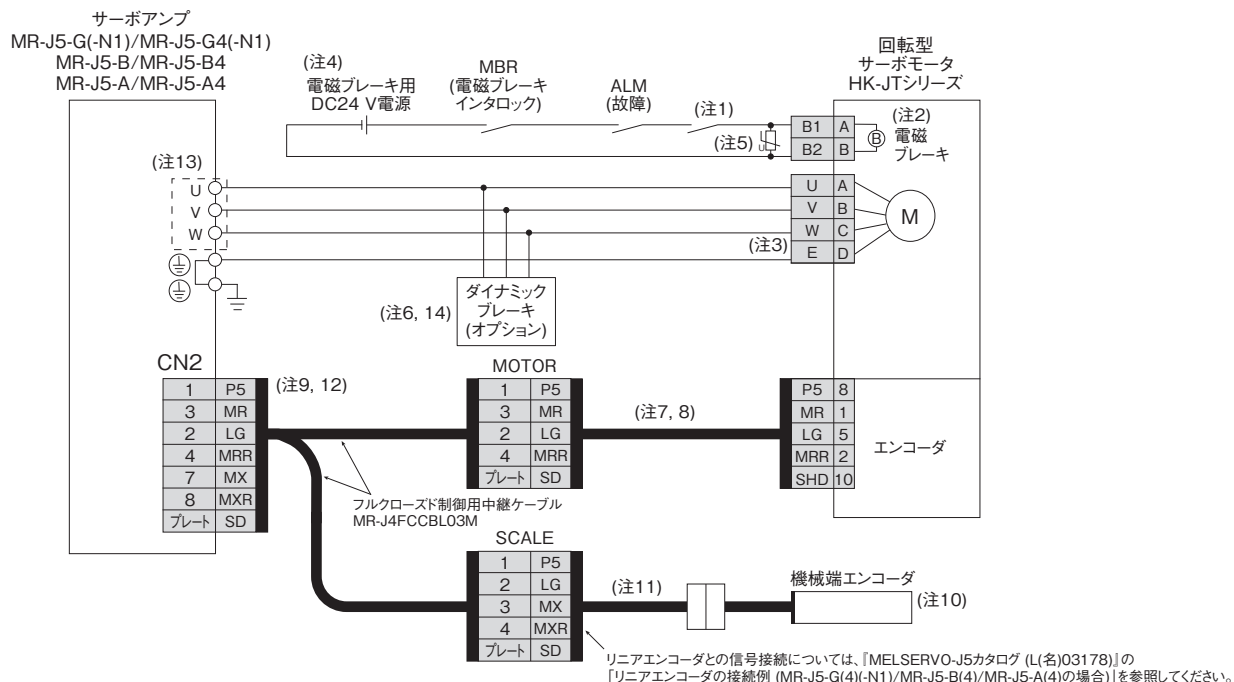 サーボアンプ
MR-J5-G(-N1)/MR-J5-G4(-N1)
MR-J5-B/MR-J5-B4
MR-J5-A/MR-J5-A4
(注4)
電磁ブレーキ用
DC24 V電源
MBR
(電磁ブレーキ
インタロック)
ALM
(故障)
(注1)
(注5)
U
回転型
サーボモータ
HK-JTシリーズ
B1 A
B2 B
B
(注2)
電磁
ブレーキ
(注13)
U
V
W
U A
V B
W C
E D
(注3)
M
(注6, 14)
ダイナミック
ブレーキ
(オプション)
CN2
1 P5
3 MR
2 LG
4 MRR
7 MX
8 MXR
プレート SD
(注9, 12)
MOTOR
1 P5
3 MR
2 LG
4 MRR
プレート SD
(注7, 8)
P5 8
MR 1
LG 5
MRR 2
SHD 10
エンコーダ
フルクローズド制御用中継ケーブル
MR-J4FCCBL03M
SCALE
1 P5
2 LG
3 MX
4 MXR
プレート SD
(注11)
機械端エンコーダ
(注10)
リニアエンコーダとの信号接続については、『MELSERVO-J5カタログ (L(名)03178)』の
「リニアエンコーダの接続例 (MR-J5-G(4)(-N1)/MR-J5-B(4)/MR-J5-A(4)の場合)」を参照してください。